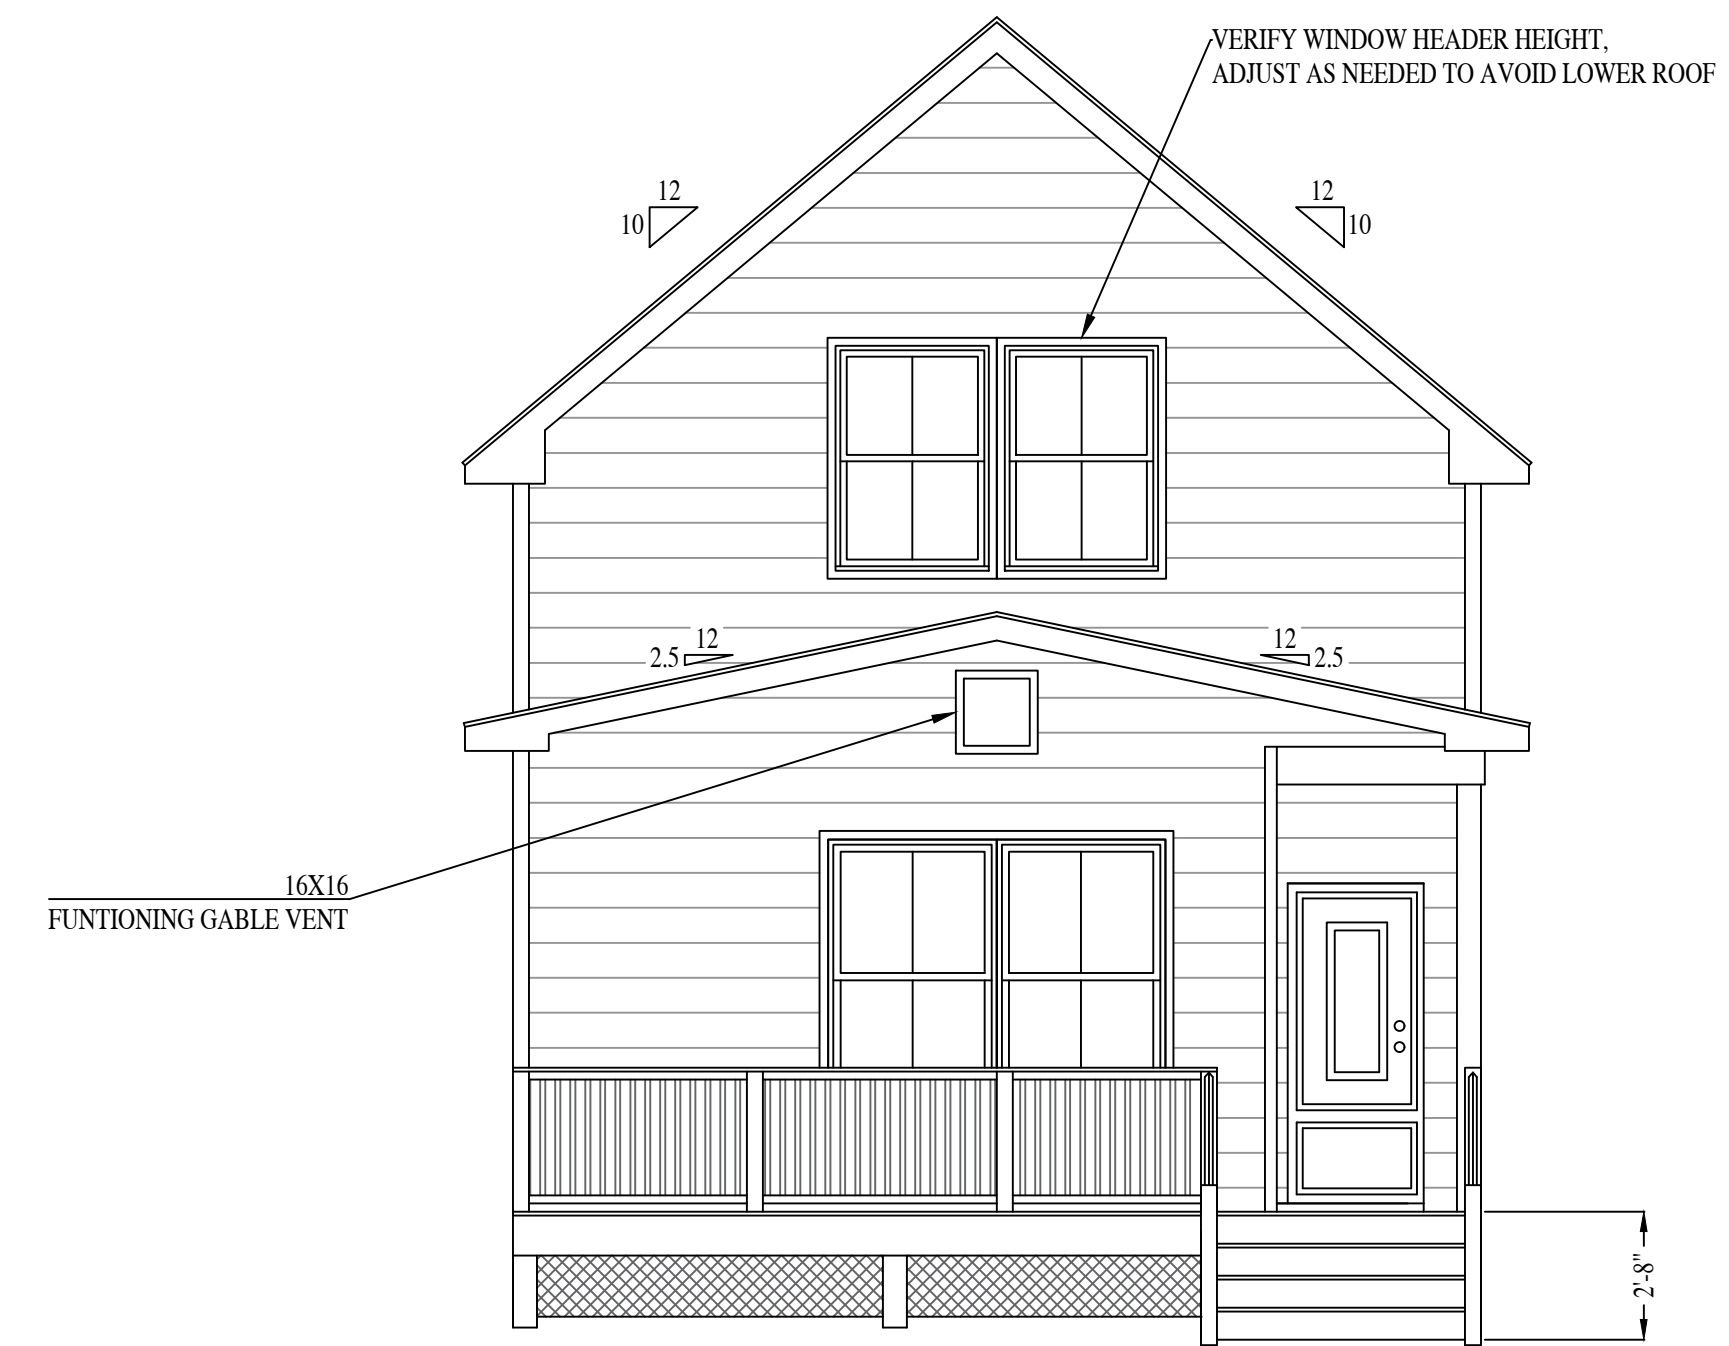 VERIFY WINDOW HEADER HEIGHT,
ADJUST AS NEEDED TO AVOID LOWER ROOF
12
10
12
10
12
2.5
12
2.5
16X16
FUNTIONING GABLE VENT
2'-8"